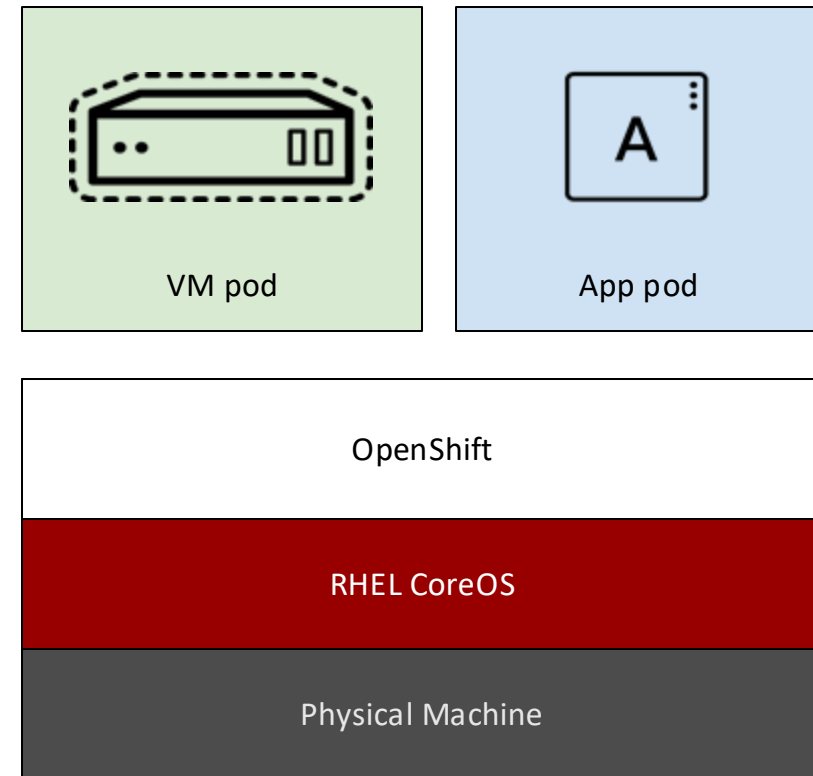 A
VM pod
App pod
OpenShift
RHEL CoreOS
Physical Machine